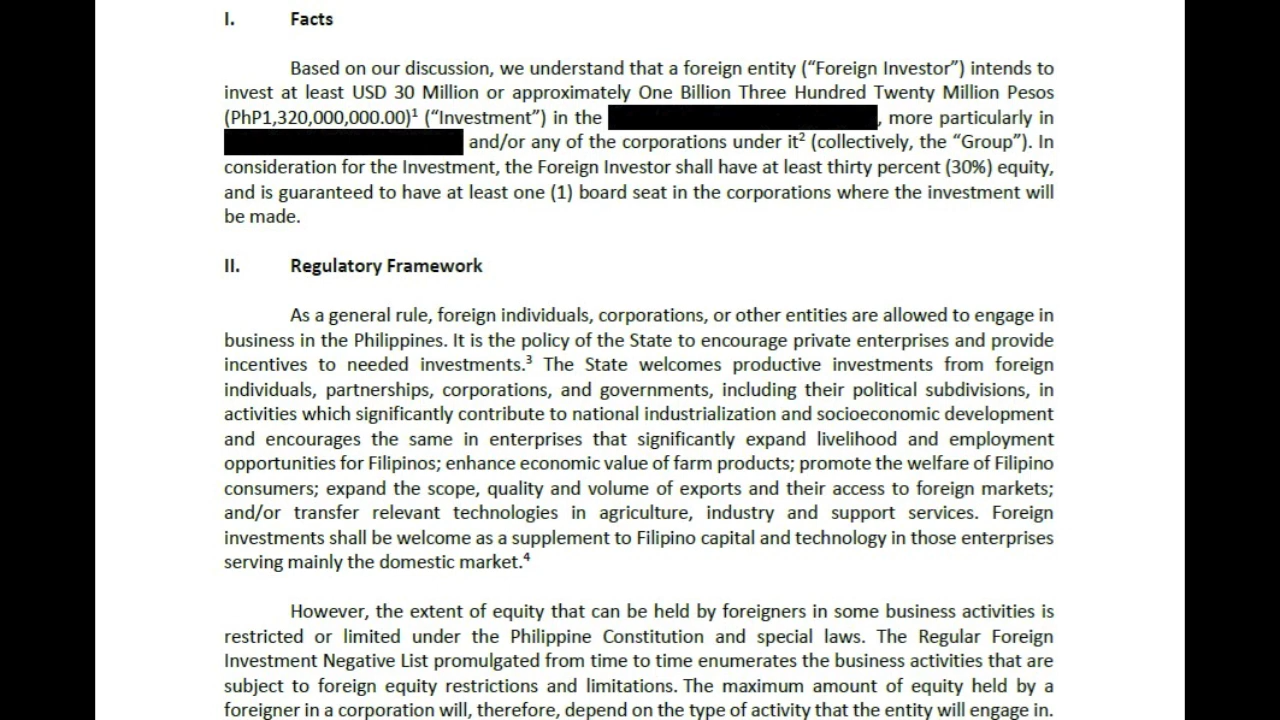 I. Facts
Based on our discussion, we understand that a foreign entity (“Foreign Investor”) intends to
invest at least USD 30 Million or approximately One Billion Three Hundred Twenty Million Pesos
(PhP1,320,000,000.00)¹ (“Investment”) in the , more particularly in
and/or any of the corporations under it² (collectively, the “Group”). In
consideration for the Investment, the Foreign Investor shall have at least thirty percent (30%) equity,
and is guaranteed to have at least one (1) board seat in the corporations where the investment will
be made.
II. Regulatory Framework
As a general rule, foreign individuals, corporations, or other entities are allowed to engage in
business in the Philippines. It is the policy of the State to encourage private enterprises and provide
incentives to needed investments.³ The State welcomes productive investments from foreign
individuals, partnerships, corporations, and governments, including their political subdivisions, in
activities which significantly contribute to national industrialization and socioeconomic development
and encourages the same in enterprises that significantly expand livelihood and employment
opportunities for Filipinos; enhance economic value of farm products; promote the welfare of Filipino
consumers; expand the scope, quality and volume of exports and their access to foreign markets;
and/or transfer relevant technologies in agriculture, industry and support services. Foreign
investments shall be welcome as a supplement to Filipino capital and technology in those enterprises
serving mainly the domestic market.⁴
However, the extent of equity that can be held by foreigners in some business activities is
restricted or limited under the Philippine Constitution and special laws. The Regular Foreign
Investment Negative List promulgated from time to time enumerates the business activities that are
subject to foreign equity restrictions and limitations. The maximum amount of equity held by a
foreigner in a corporation will, therefore, depend on the type of activity that the entity will engage in.